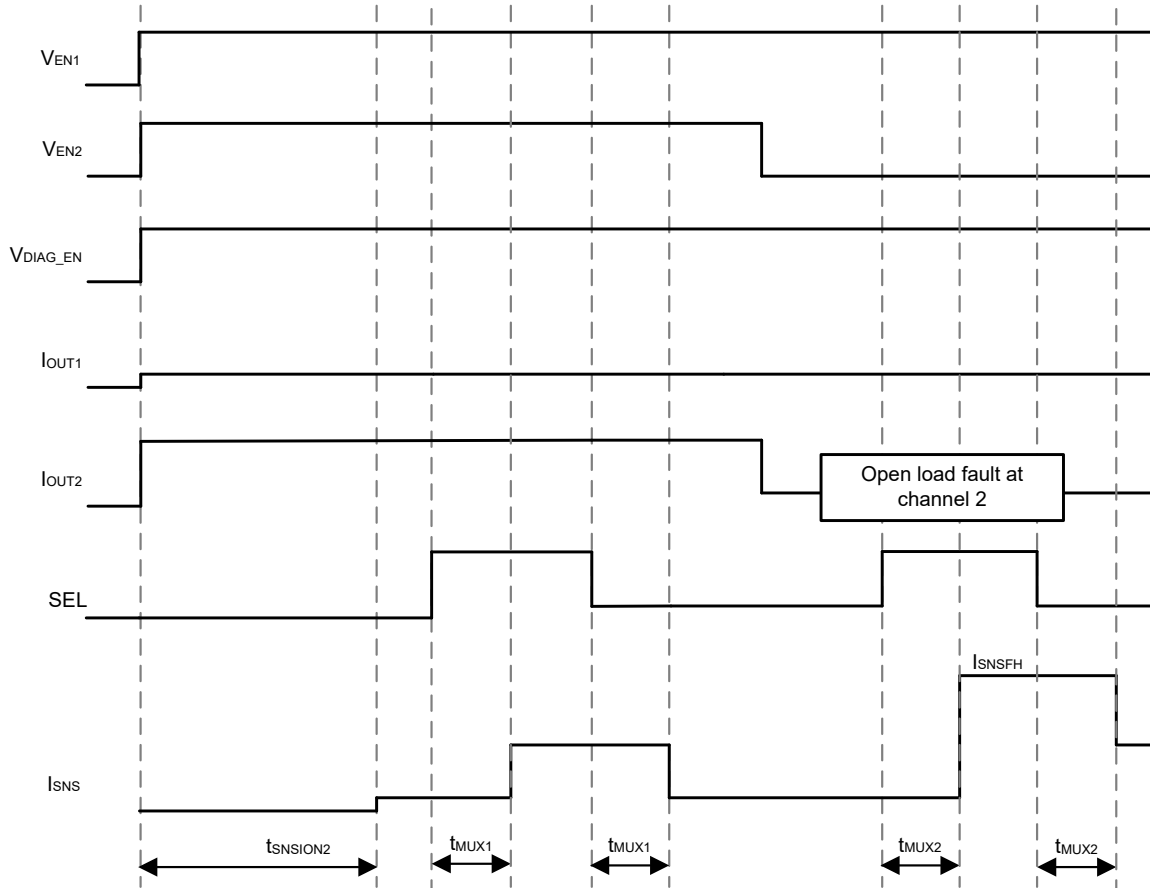 VEN1
VEN2
VDIAG_EN
IOUT1
IOUT2
Open load fault at
channel 2
SEL
ISNSFH
ISNS
tSNSION2
tMUX1
tMUX1
tMUX2
tMUX2